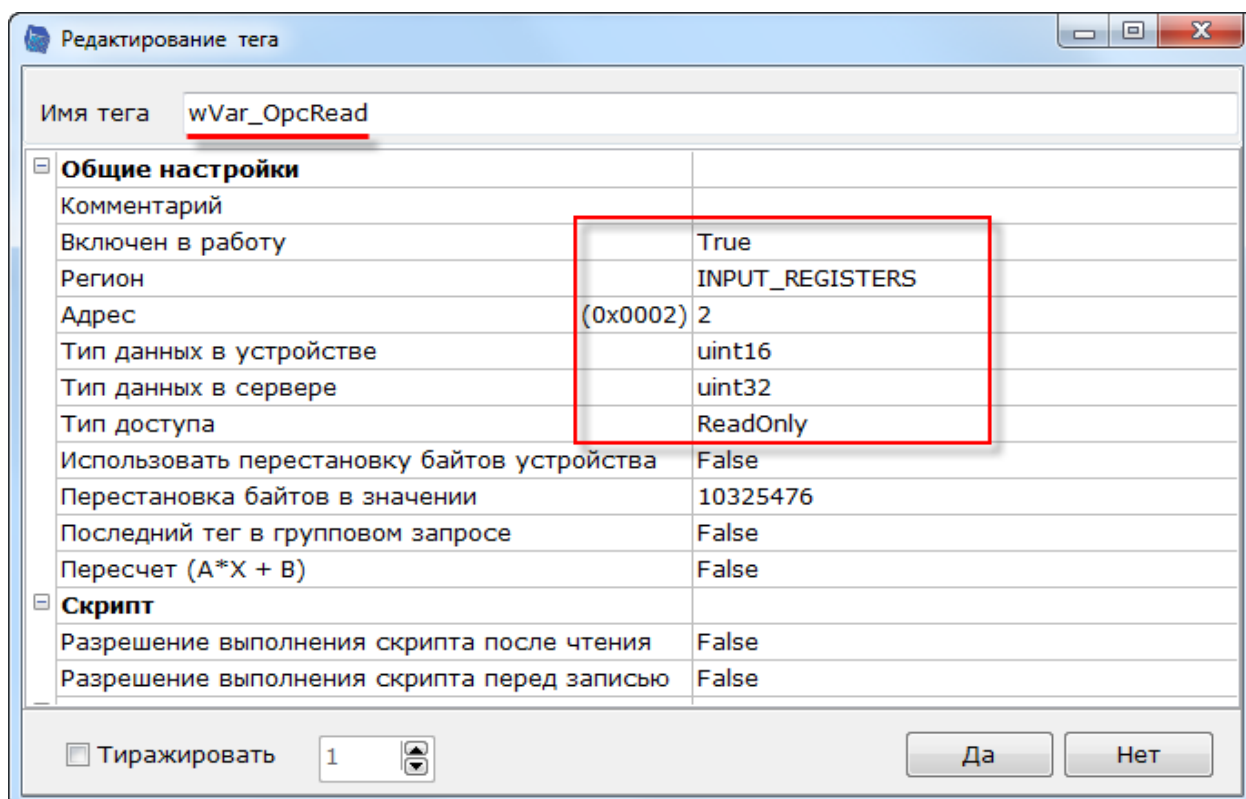 Редактирование тега
Имя тега wVar_OpcRead
Общие настройки
Комментарий
Включен в работу True
Регион INPUT_REGISTERS
Адрес (0x0002) 2
Тип данных в устройстве uint16
Тип данных в сервере uint32
Тип доступа ReadOnly
Использовать перестановку байтов устройства False
Перестановка байтов в значении 10325476
Последний тег в групповом запросе False
Пересчет (A*X + B) False
Скрипт
Разрешение выполнения скрипта после чтения False
Разрешение выполнения скрипта перед записью False
Тиражировать 1 Да Нет